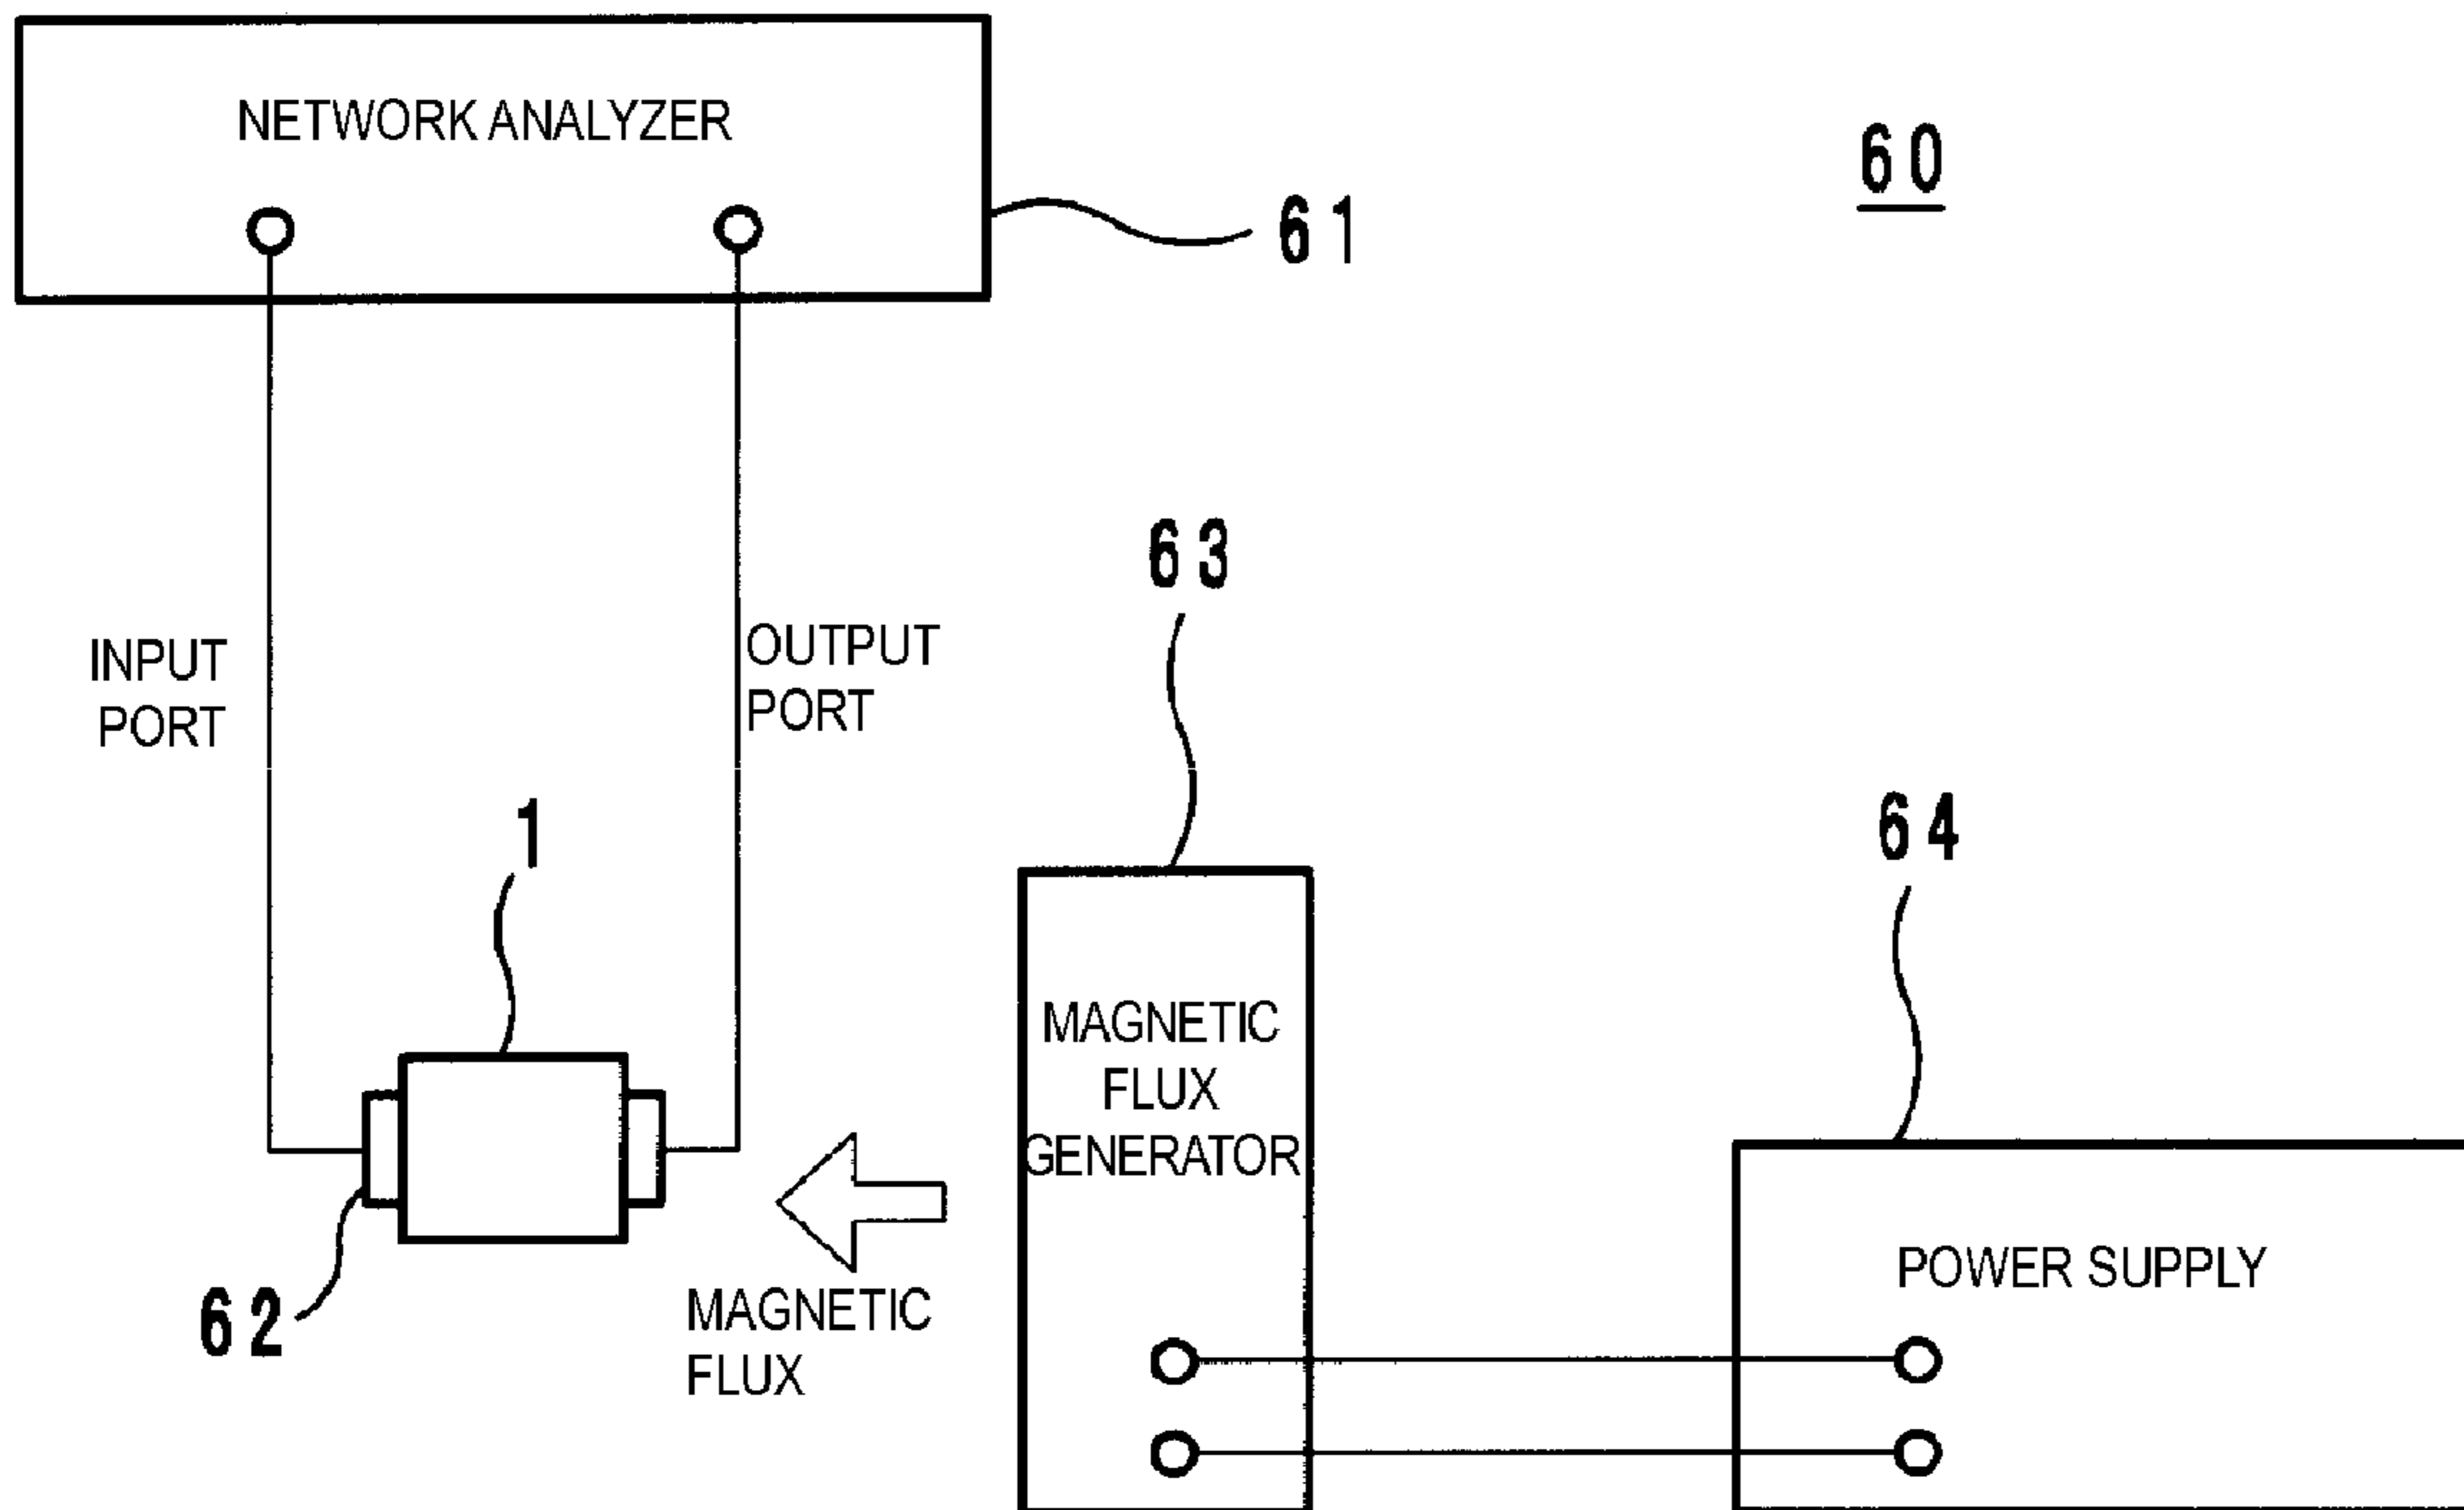 NETWORK ANALYZER
60
61
63
INPUT
PORT
OUTPUT
PORT
1
64
MAGNETIC
FLUX
GENERATOR
62
MAGNETIC
FLUX
POWER SUPPLY